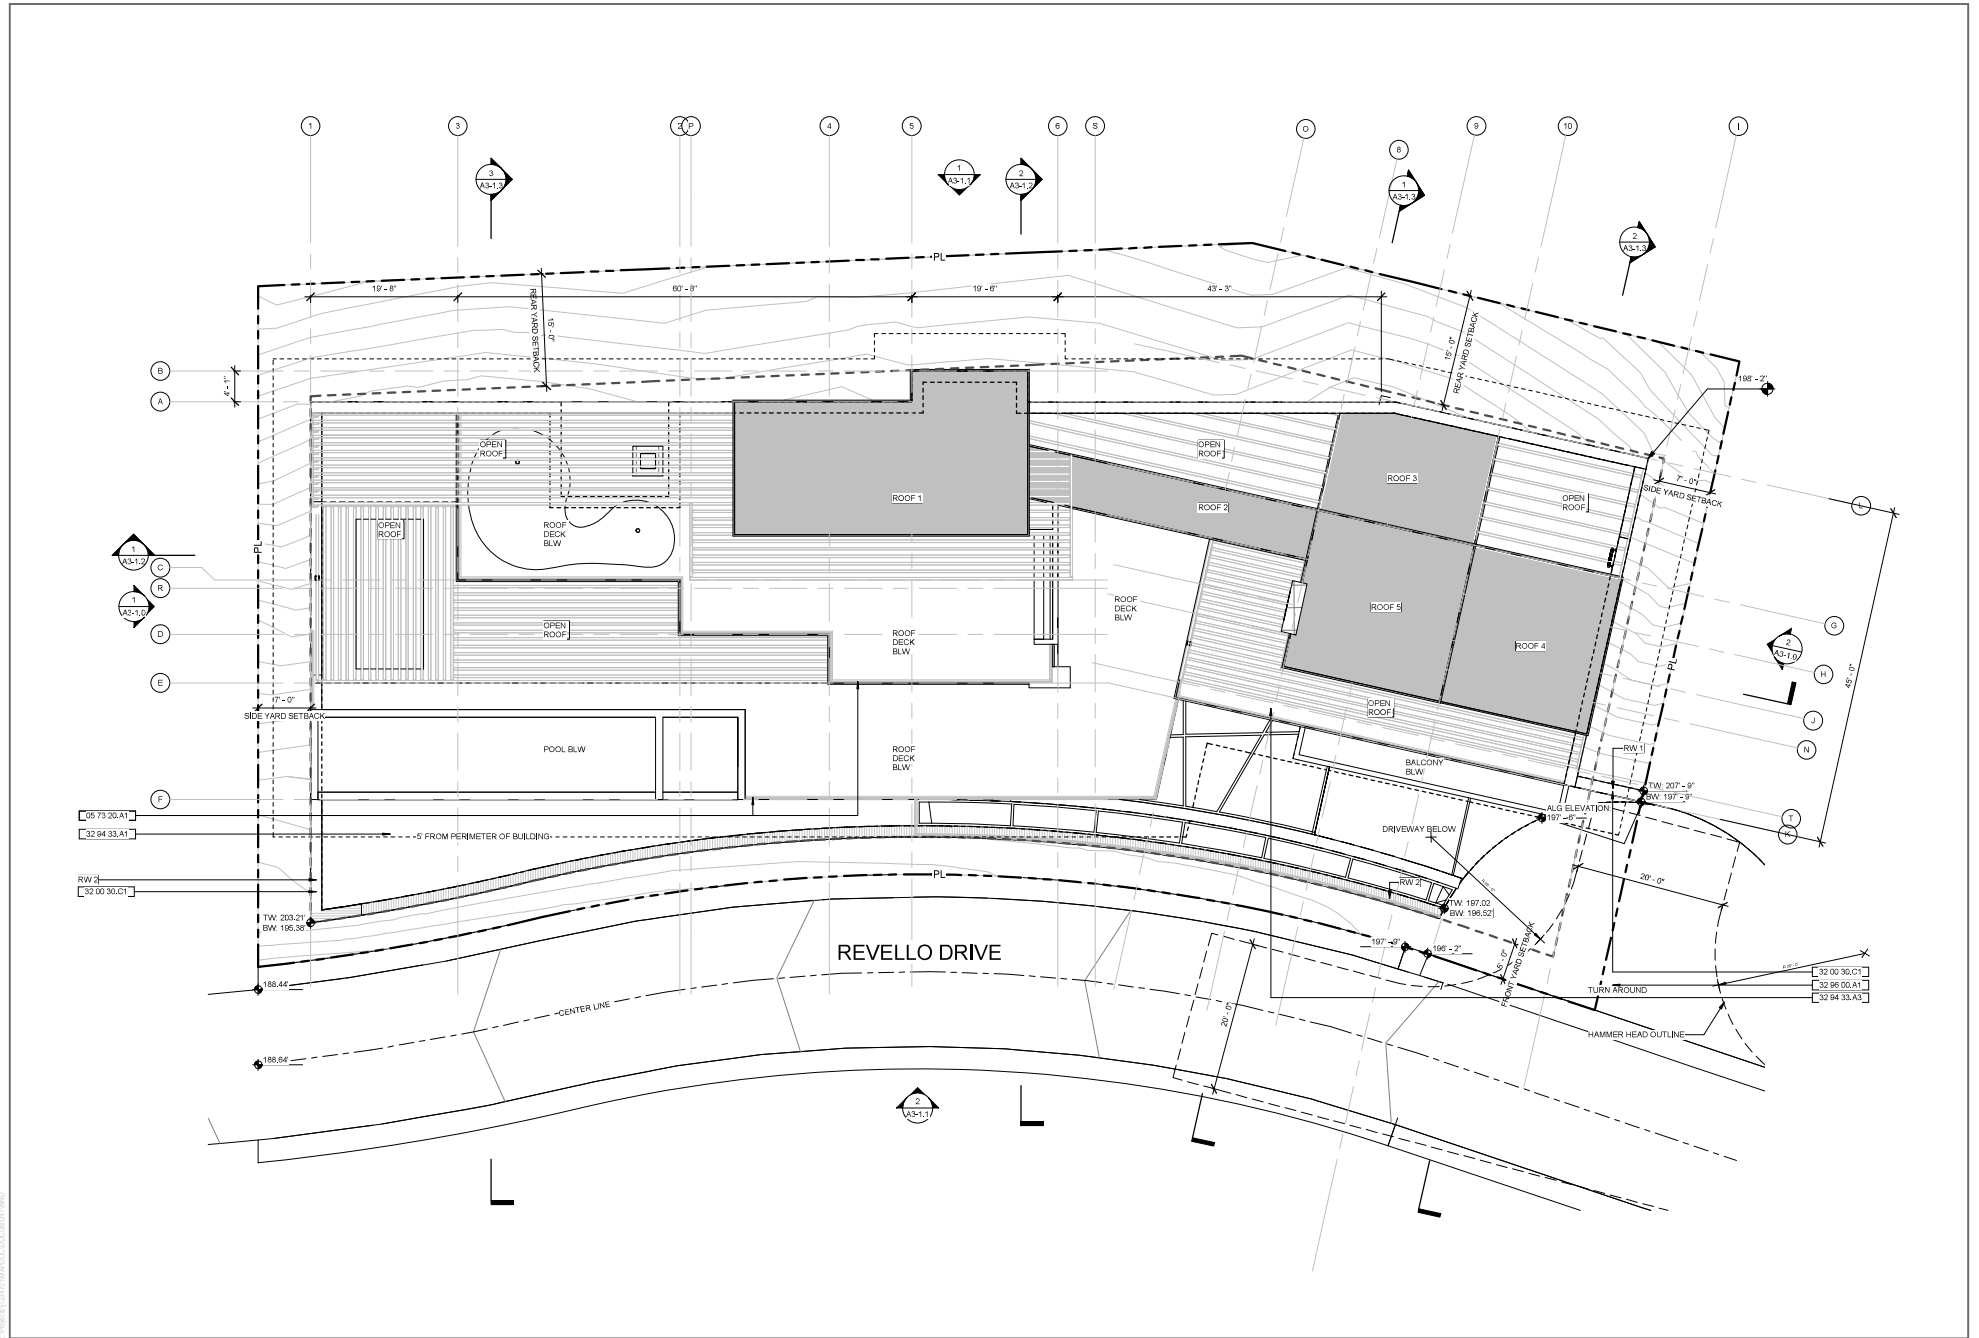 1
3
2
P
4
5
6
S
O
8
9
10
I
3
A3-1.3
1
A3-1.1
2
A3-1.2
1
A3-1.3
2
A3-1.3
PL
19' - 8"
60' - 8"
19' - 6"
43' - 3"
REAR YARD SETBACK
15' - 0"
15' - 0"
REAR YARD SETBACK
198' - 2"
B
4' - 1"
A
OPEN
ROOF
OPEN
ROOF
ROOF 3
ROOF 1
ROOF 2
OPEN
ROOF
7' - 0"
SIDE YARD SETBACK
L
OPEN
ROOF
ROOF
DECK
BLW
PL
1
A3-1.2
C
R
1
A3-1.0
D
E
OPEN
ROOF
ROOF
DECK
BLW
ROOF
DECK
BLW
ROOF 5
ROOF 4
G
H
2
A3-1.0
PL
45' - 0"
J
N
7' - 0"
SIDE YARD SETBACK
OPEN
ROOF
POOL BLW
ROOF
DECK
BLW
BALCONY
BLW
RW 1
TW: 207' - 9"
BW: 197' - 9"
F
05 73 20.A1
32 94 33.A1
5' FROM PERIMETER OF BUILDING
ALG ELEVATION
197' - 6"
T
K
DRIVEWAY BELOW
RW 2
32 00 30.C1
PL
RW 2
20' - 0"
TW: 203.21'
BW: 195.38'
TW: 197.02
BW: 196.52'
REVELLO DRIVE
197' - 9"
196' - 2"
5' - 0"
FRONT YARD SETBACK
32 00 30.C1
32 96 00.A1
32 94 33.A3
TURN AROUND
188.44'
CENTER LINE
20' - 0"
HAMMER HEAD OUTLINE
188.64'
2
A3-1.1